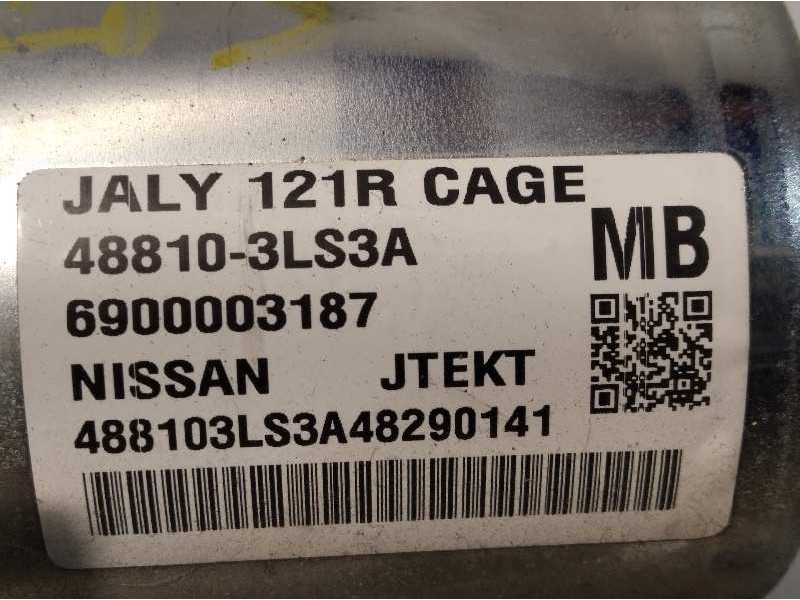 JALY 121R CAGE
48810-3LS3A
MB
6900003187
NISSAN JTEKT
488103LS3A48290141